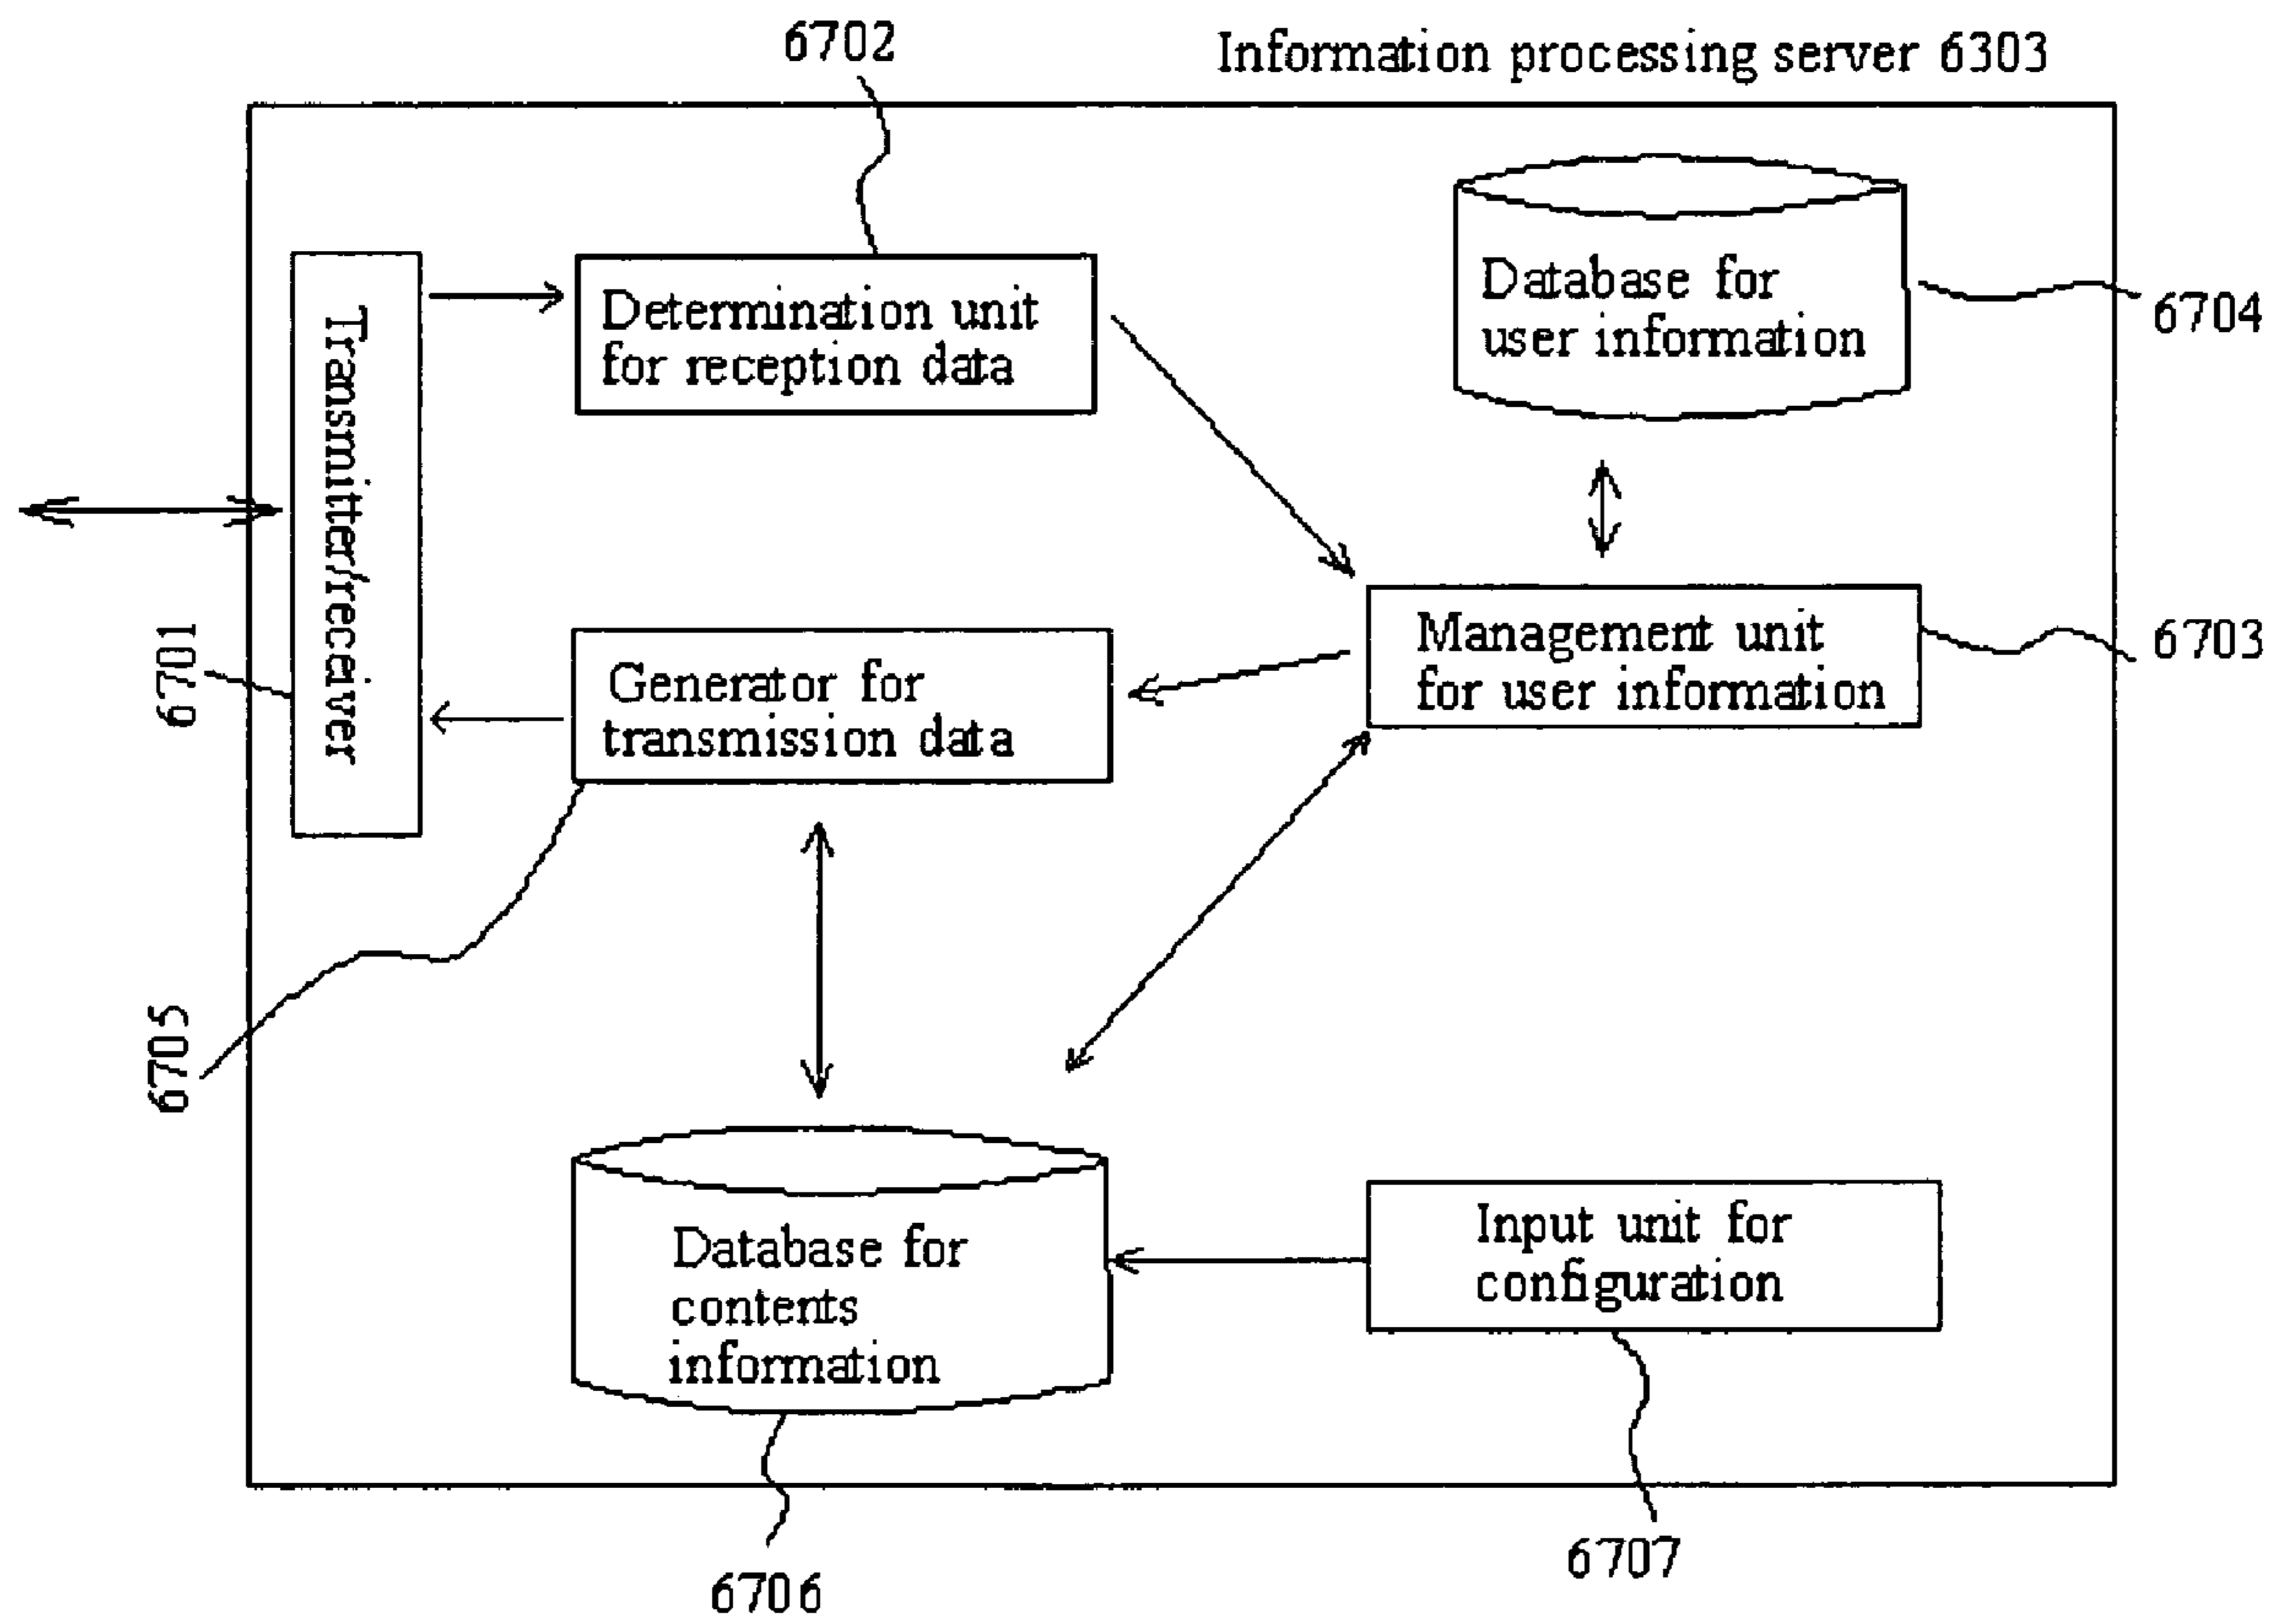 6702
Information processing server 6303
Determination unit
for reception data
Database for
user information
6704
Transmitter/receiver
6701
Management unit
for user information
6703
Generator for
transmission data
6705
Database for
contents
information
Input unit for
configuration
6707
6706